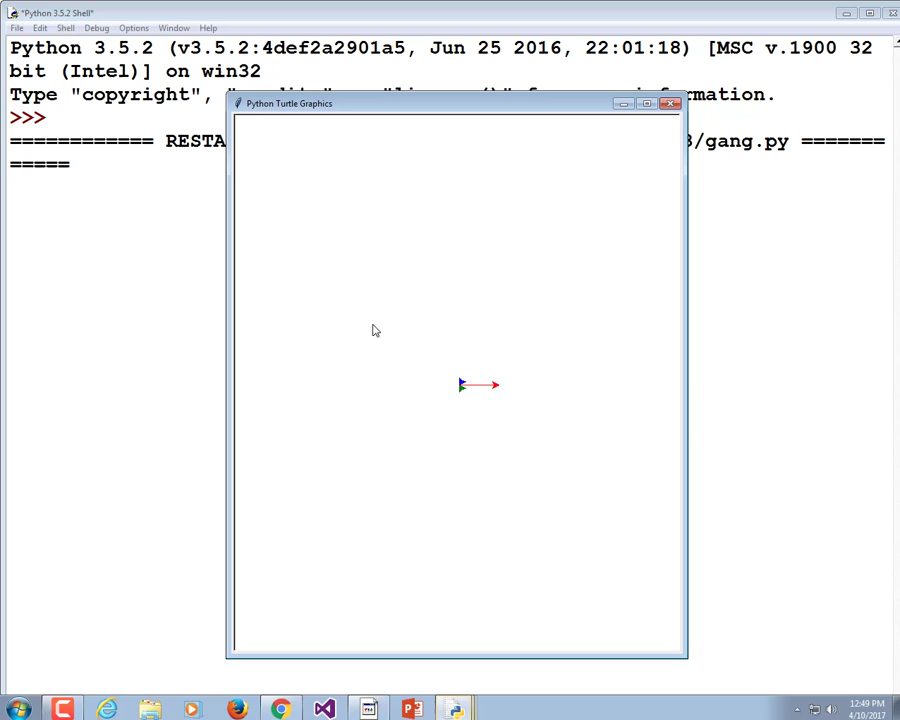 *Python 3.5.2 Shell*
File Edit Shell Debug Options Window Help
Python 3.5.2 (v3.5.2:4def2a2901a5, Jun 25 2016, 22:01:18) [MSC v.1900 32
bit (Intel)] on win32
Type "copyright", information.
>>>
============ RESTA /gang.py =======
=====
Python Turtle Graphics
12:49 PM
4/10/2017